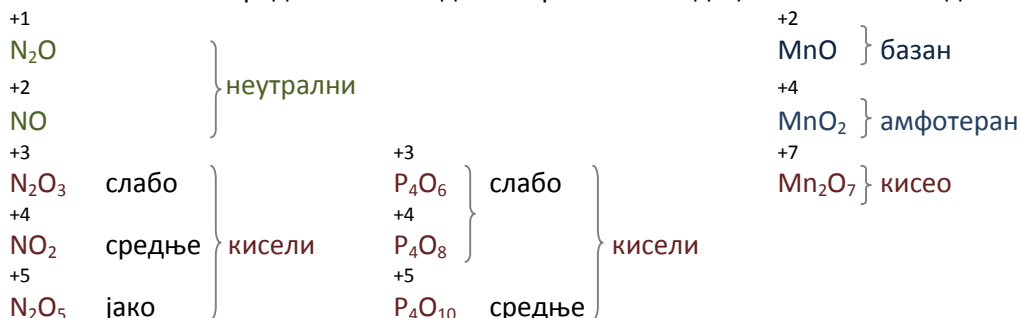 +1 +2
N₂O MnO базан
+2 неутрални +4
NO MnO₂ амфотеран
+3 +3 +7
N₂O₃ слабо P₄O₆ слабо Mn₂O₇ кисео
+4 +4
NO₂ средње кисели P₄O₈ кисели
+5 +5
N₂O₅ јако P₄O₁₀ средње